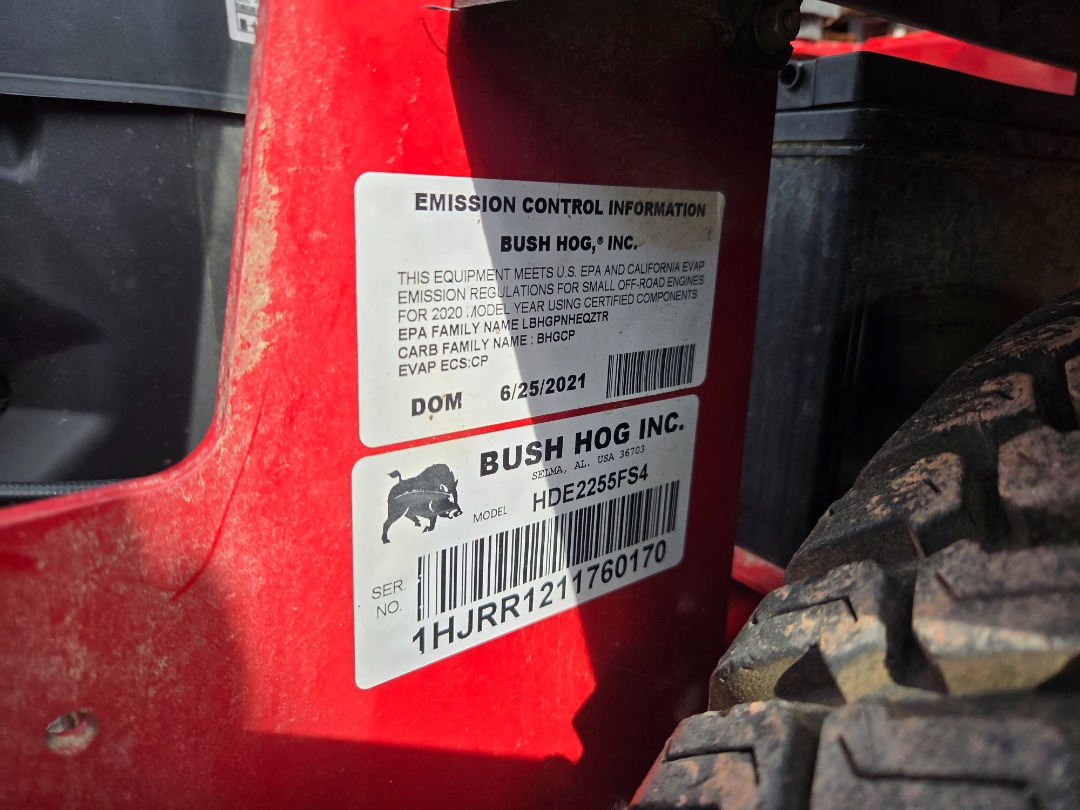 EMISSION CONTROL INFORMATION
BUSH HOG,® INC.
THIS EQUIPMENT MEETS U.S. EPA AND CALIFORNIA EVAP
EMISSION REGULATIONS FOR SMALL OFF-ROAD ENGINES
FOR 2020 MODEL YEAR USING CERTIFIED COMPONENTS
EPA FAMILY NAME LBHGPNHEQZTR
CARB FAMILY NAME : BHGCP
EVAP ECS:CP
DOM 6/25/2021
BUSH HOG INC.
SELMA, AL. USA 36703
MODEL HDE2255FS4
SER.
NO.
1HJRR1211760170